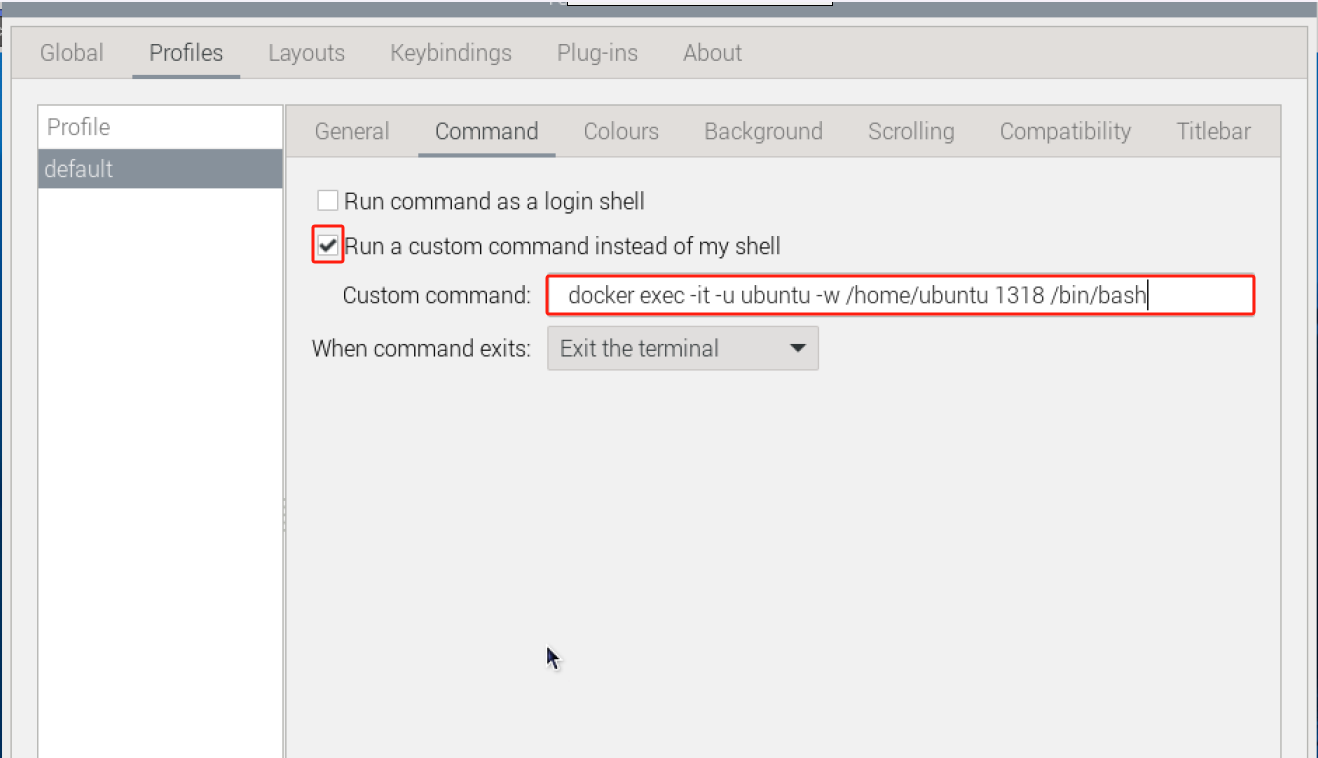 Global Profiles Layouts Keybindings Plug-ins About
Profile
default
General Command Colours Background Scrolling Compatibility Titlebar
Run command as a login shell
Run a custom command instead of my shell
Custom command: docker exec -it -u ubuntu -w /home/ubuntu 1318 /bin/bash
When command exits: Exit the terminal